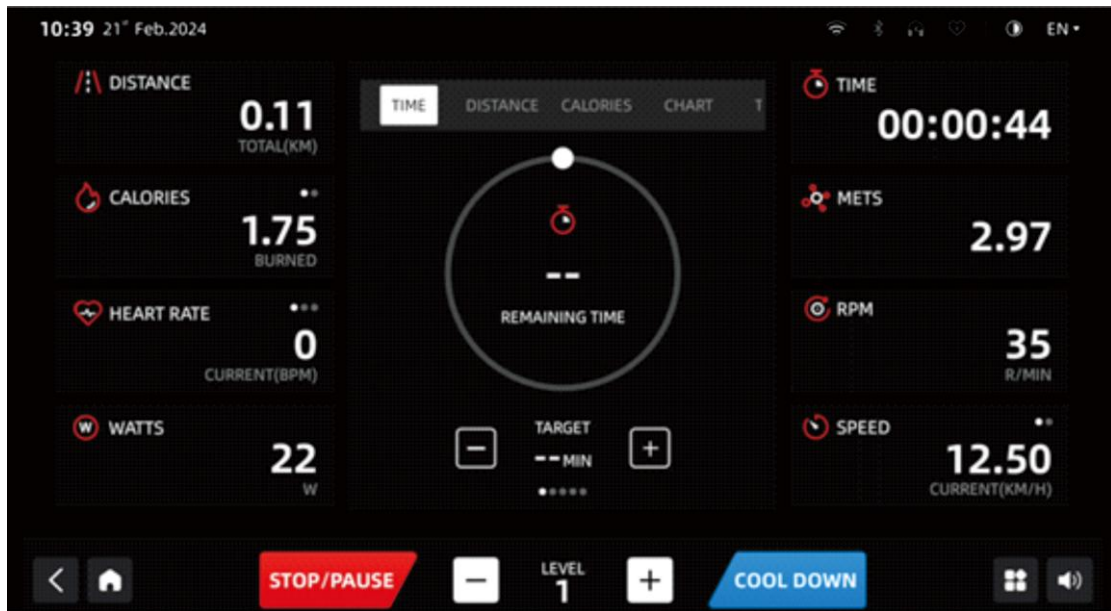 10:39 21" Feb.2024
EN
DISTANCE
0.11
TOTAL(KM)
CALORIES
1.75
BURNED
HEART RATE
0
CURRENT(BPM)
W WATTS
22
W
TIME DISTANCE CALORIES CHART T
--
REMAINING TIME
TARGET
--MIN
TIME
00:00:44
METS
2.97
RPM
35
R/MIN
SPEED
12.50
CURRENT(KM/H)
STOP/PAUSE
LEVEL
1
COOL DOWN